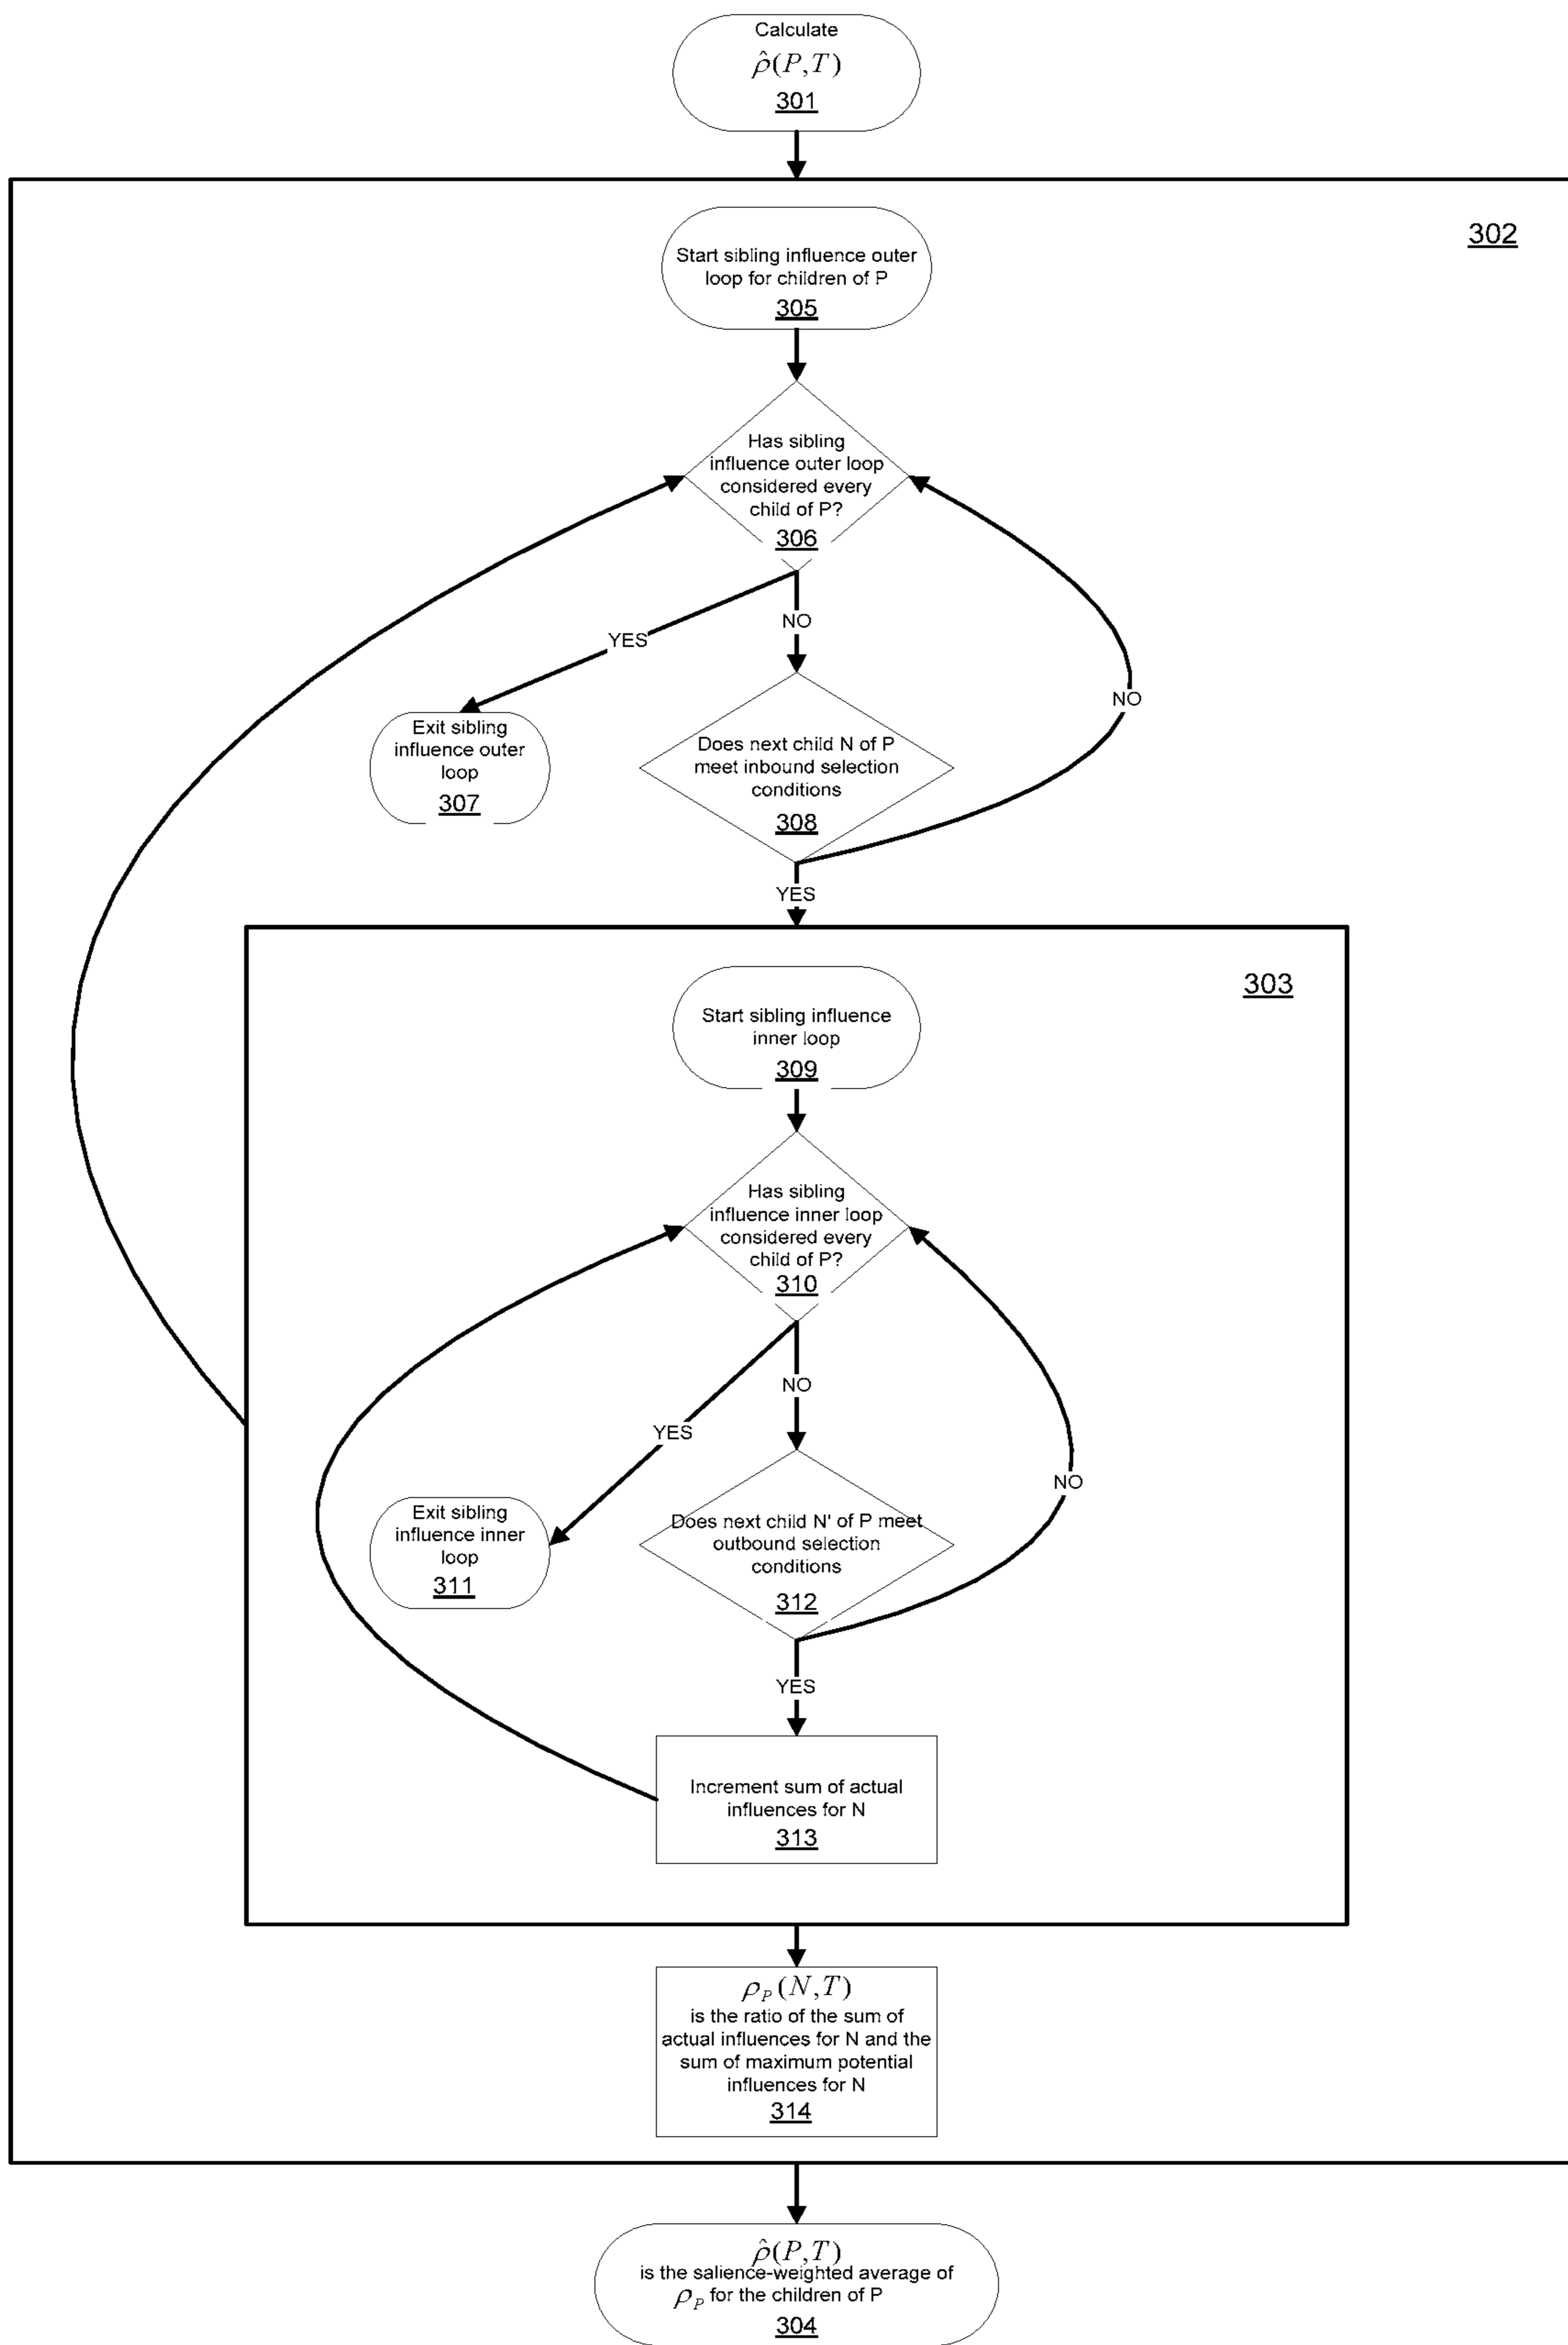 Calculate
ρ̂(P,T)
301
302
Start sibling influence outer
loop for children of P
305
Has sibling
influence outer loop
considered every
child of P?
306
NO
YES
NO
Exit sibling
influence outer
loop
307
Does next child N of P
meet inbound selection
conditions
308
YES
303
Start sibling influence
inner loop
309
Has sibling
influence inner loop
considered every
child of P?
310
NO
YES
NO
Exit sibling
influence inner
loop
311
Does next child N' of P meet
outbound selection
conditions
312
YES
Increment sum of actual
influences for N
313
ρ_P(N,T)
is the ratio of the sum of
actual influences for N and the
sum of maximum potential
influences for N
314
ρ̂(P,T)
is the salience-weighted average of
ρ_P for the children of P
304